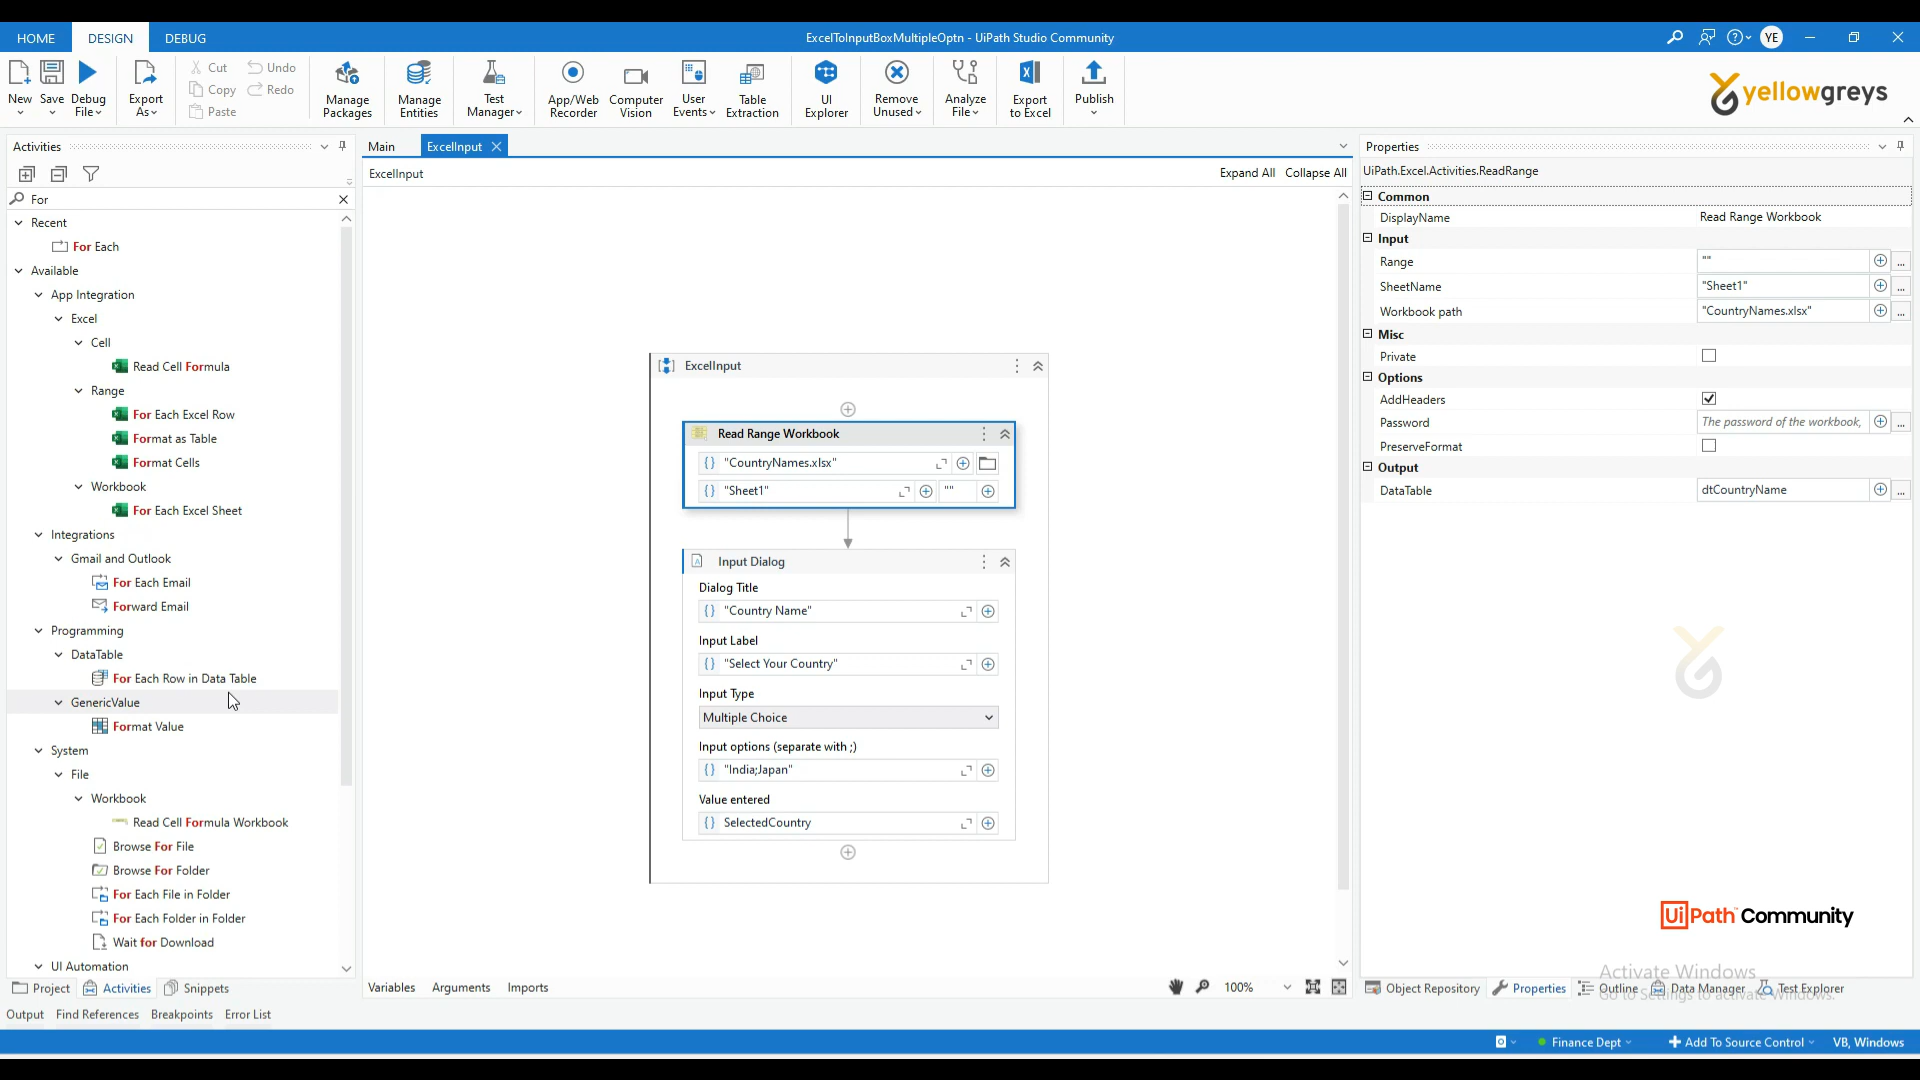 HOME DESIGN DEBUG ExcelToInputBoxMultipleOptn - UiPath Studio Community YE
New Save Debug File Export As Cut Copy Paste Undo Redo Manage Packages Manage Entities Test Manager App/Web Recorder Computer Vision User Events Table Extraction UI Explorer Remove Unused Analyze File Export to Excel Publish
yellowgreys
Activities
For
Recent
For Each
Available
App Integration
Excel
Cell
Read Cell Formula
Range
For Each Excel Row
Format as Table
Format Cells
Workbook
For Each Excel Sheet
Integrations
Gmail and Outlook
For Each Email
Forward Email
Programming
DataTable
For Each Row in Data Table
GenericValue
Format Value
System
File
Workbook
Read Cell Formula Workbook
Browse For File
Browse For Folder
For Each File in Folder
For Each Folder in Folder
Wait for Download
UI Automation
Project Activities Snippets
Main ExcelInput
ExcelInput Expand All Collapse All
ExcelInput
Read Range Workbook
"CountryNames.xlsx"
"Sheet1" ""
Input Dialog
Dialog Title
"Country Name"
Input Label
"Select Your Country"
Input Type
Multiple Choice
Input options (separate with ;)
"India;Japan"
Value entered
SelectedCountry
Variables Arguments Imports 100%
Properties
UiPath.Excel.Activities.ReadRange
Common
DisplayName Read Range Workbook
Input
Range "" ...
SheetName "Sheet1" ...
Workbook path "CountryNames.xlsx" ...
Misc
Private
Options
AddHeaders
Password The password of the workbook, ...
PreserveFormat
Output
DataTable dtCountryName ...
UiPath Community
Activate Windows
Go to Settings to activate Windows.
Object Repository Properties Outline Data Manager Test Explorer
Output Find References Breakpoints Error List
Finance Dept Add To Source Control VB, Windows